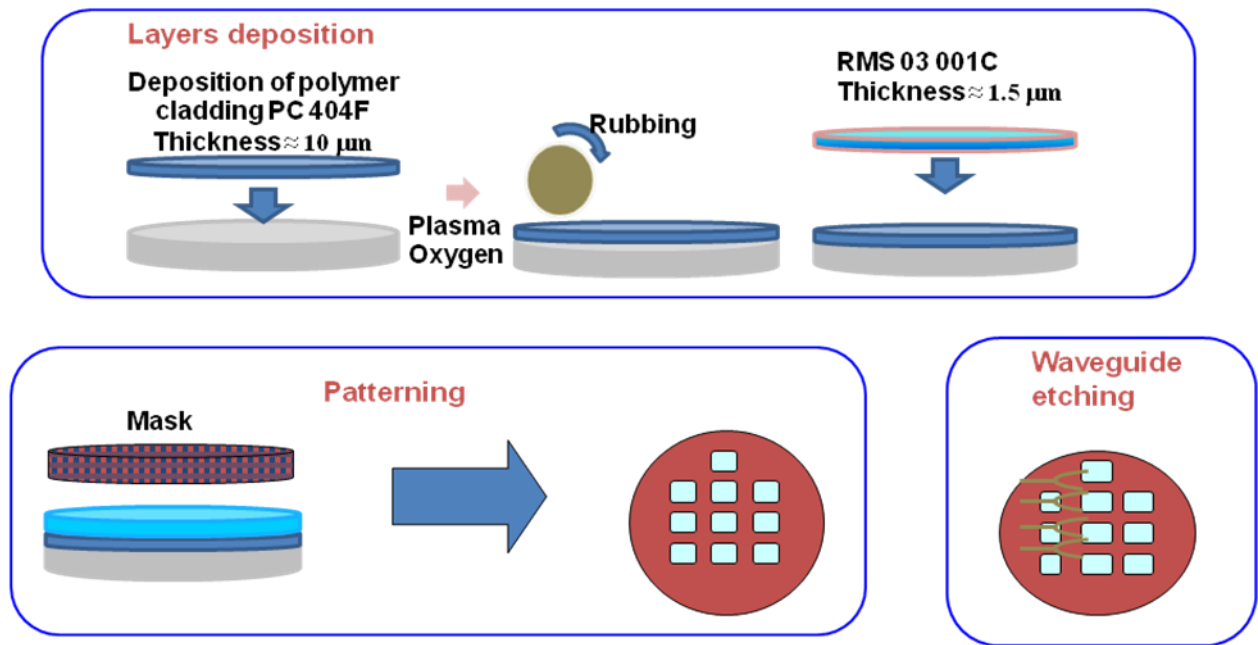 Layers deposition
Deposition of polymer
cladding PC 404F
Thickness≈ 10 μm
Rubbing
Plasma
Oxygen
RMS 03 001C
Thickness≈ 1.5 μm
Patterning
Mask
Waveguide
etching